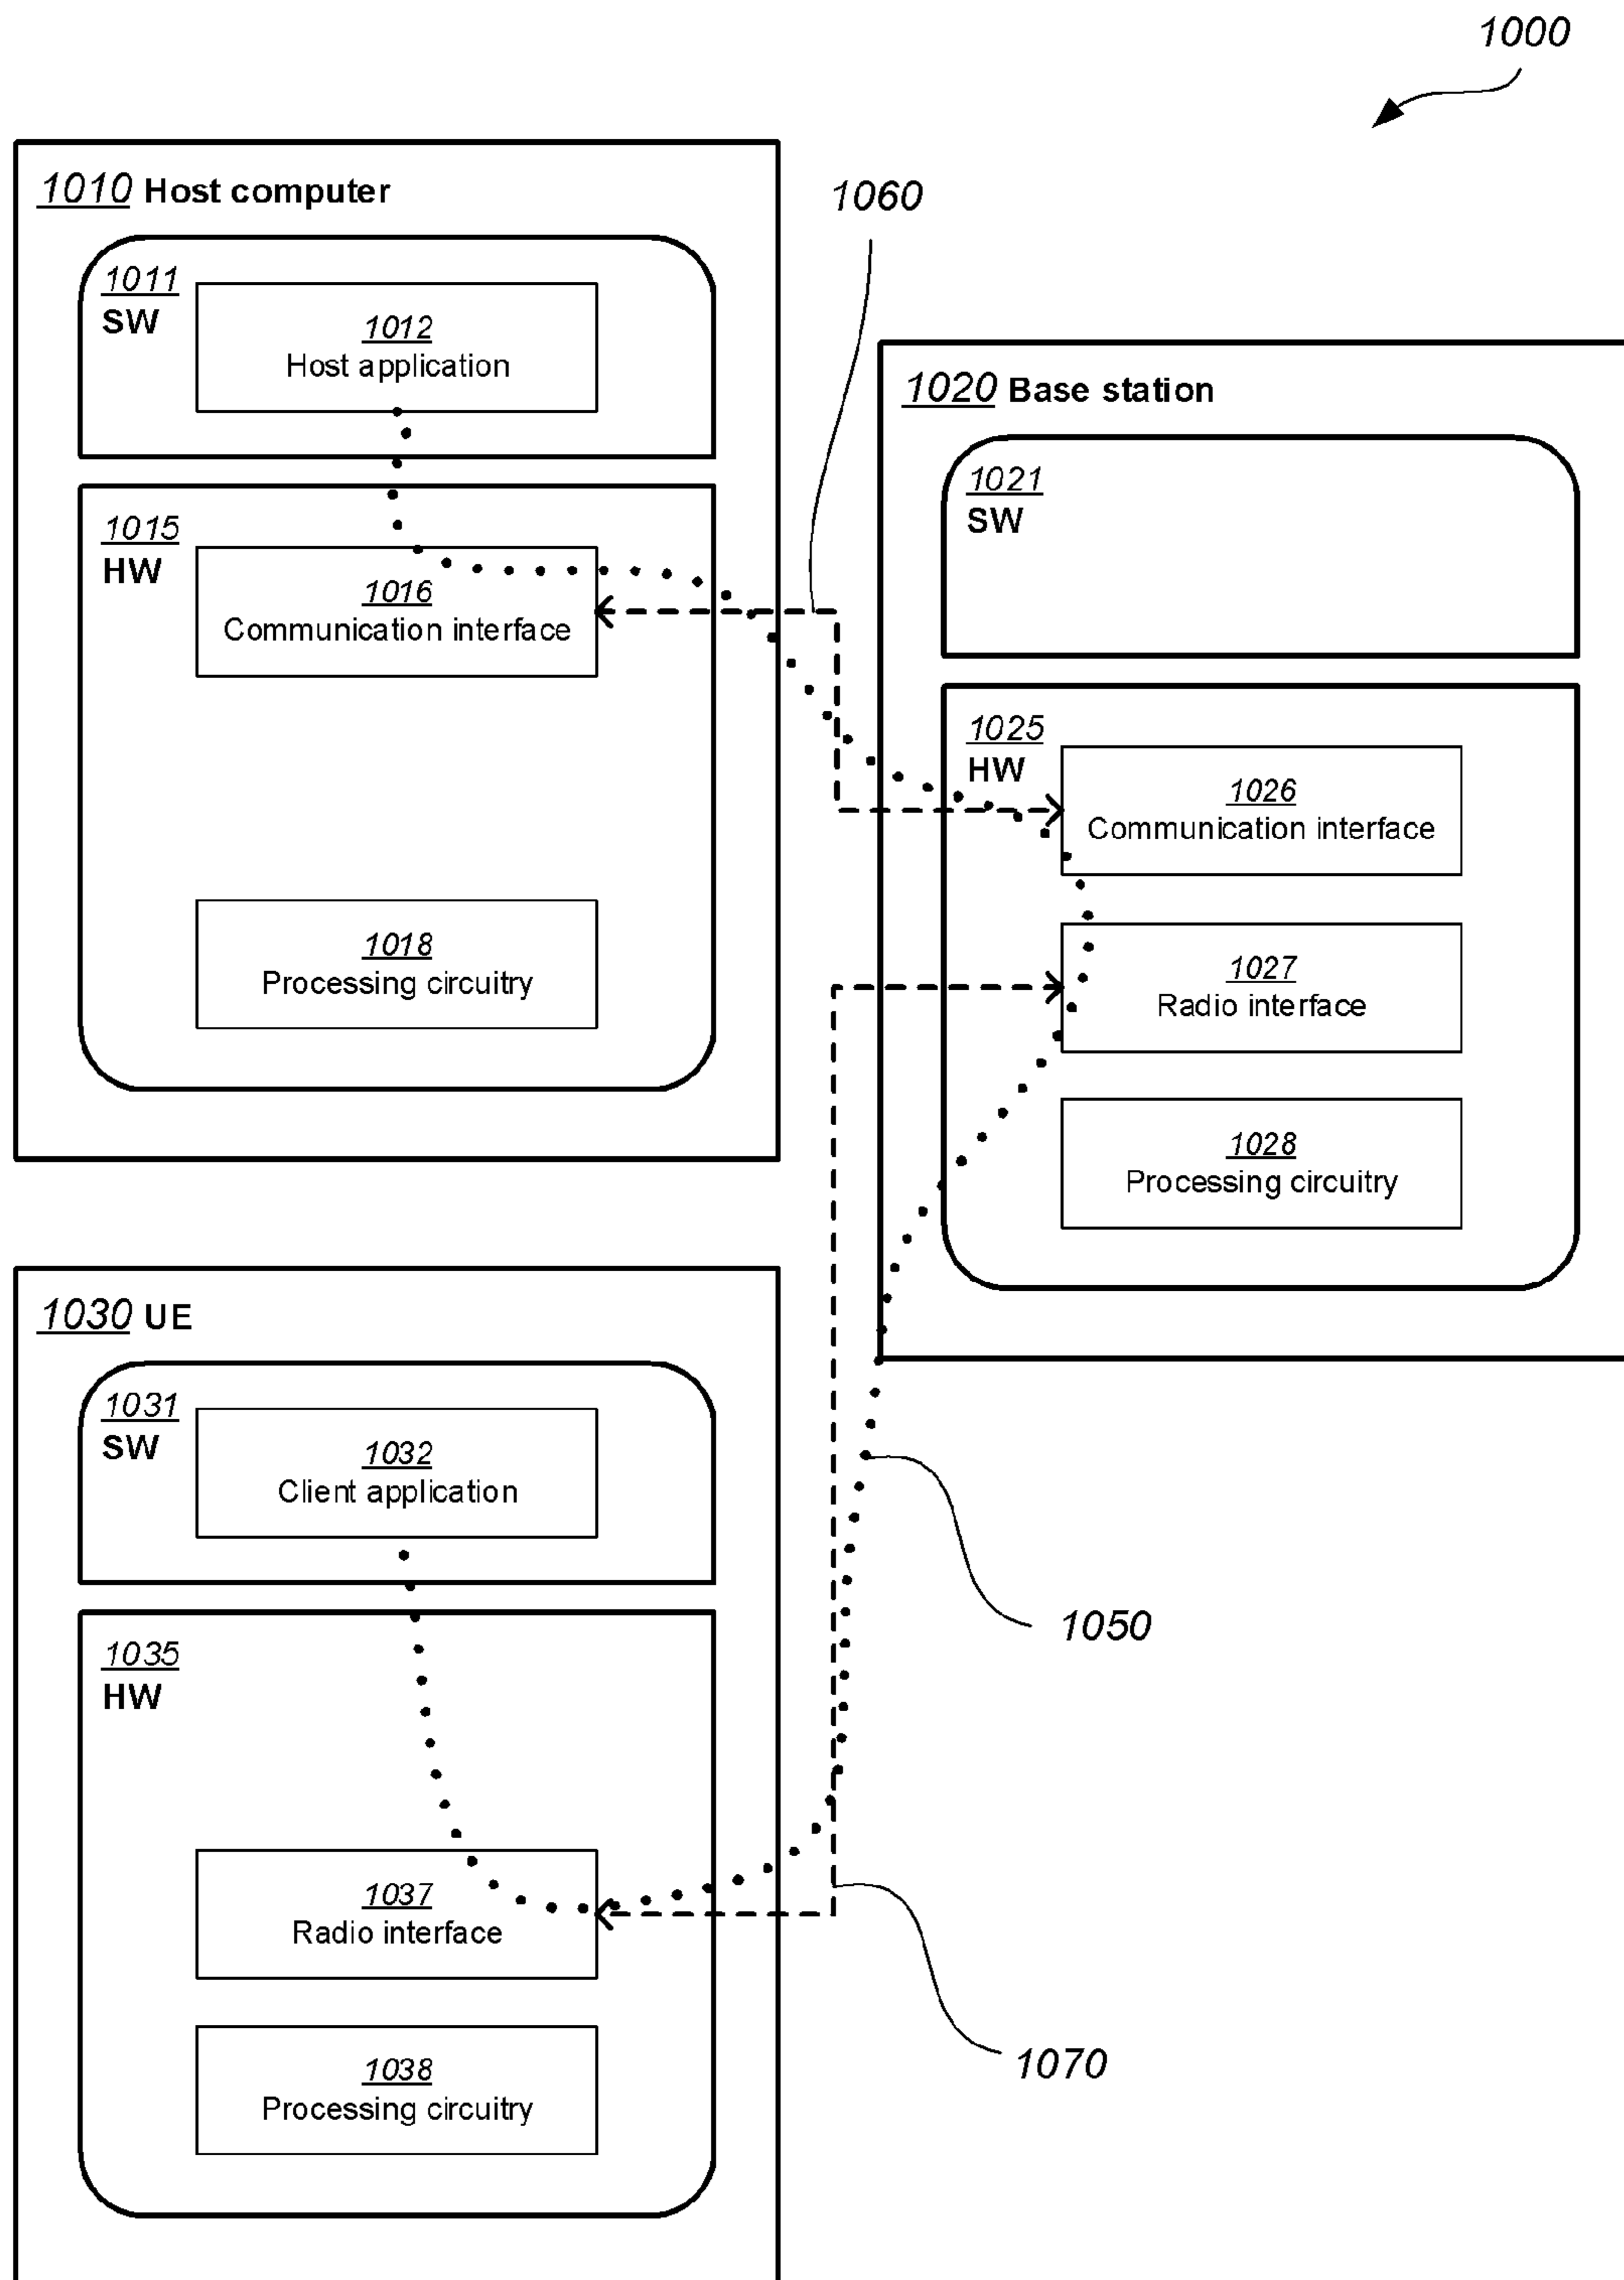 1000
1010 Host computer
1060
1011
SW
1012
Host application
1020 Base station
1021
SW
1015
HW
1016
Communication interface
1025
HW
1026
Communication interface
1018
Processing circuitry
1027
Radio interface
1028
Processing circuitry
1030 UE
1031
SW
1032
Client application
1050
1035
HW
1037
Radio interface
1070
1038
Processing circuitry